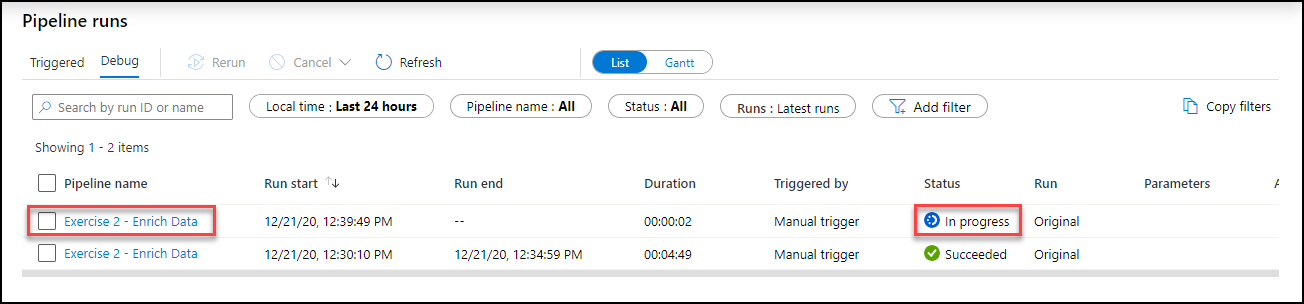 Pipeline runs
Triggered Debug Rerun Cancel Refresh List Gantt
Search by run ID or name Local time : Last 24 hours Pipeline name : All Status : All Runs : Latest runs Add filter Copy filters
Showing 1 - 2 items
Pipeline name Run start ↑↓ Run end Duration Triggered by Status Run Parameters A
Exercise 2 - Enrich Data 12/21/20, 12:39:49 PM -- 00:00:02 Manual trigger In progress Original
Exercise 2 - Enrich Data 12/21/20, 12:30:10 PM 12/21/20, 12:34:59 PM 00:04:49 Manual trigger Succeeded Original